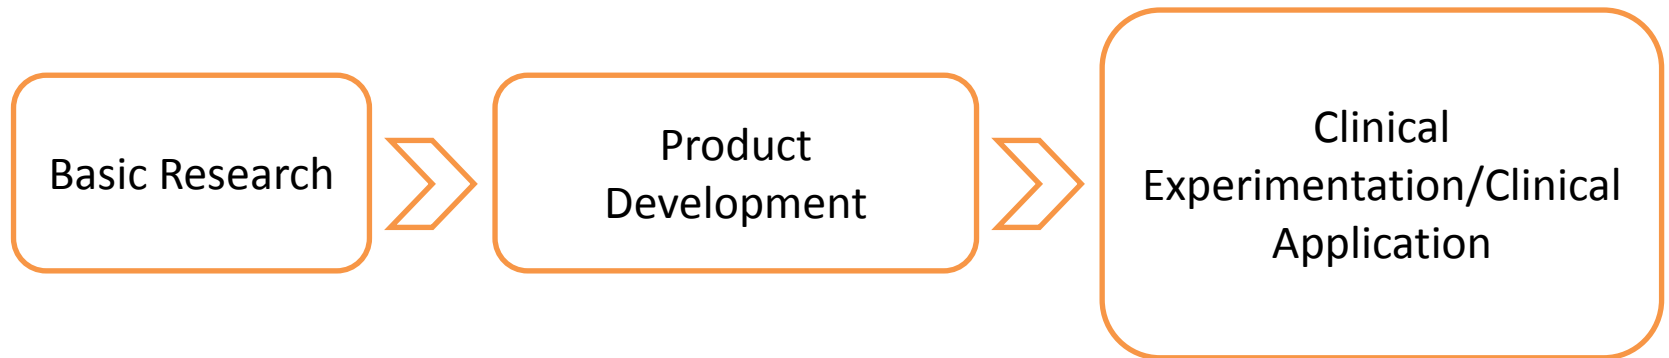 Basic Research
Product
Development
Clinical
Experimentation/Clinical
Application